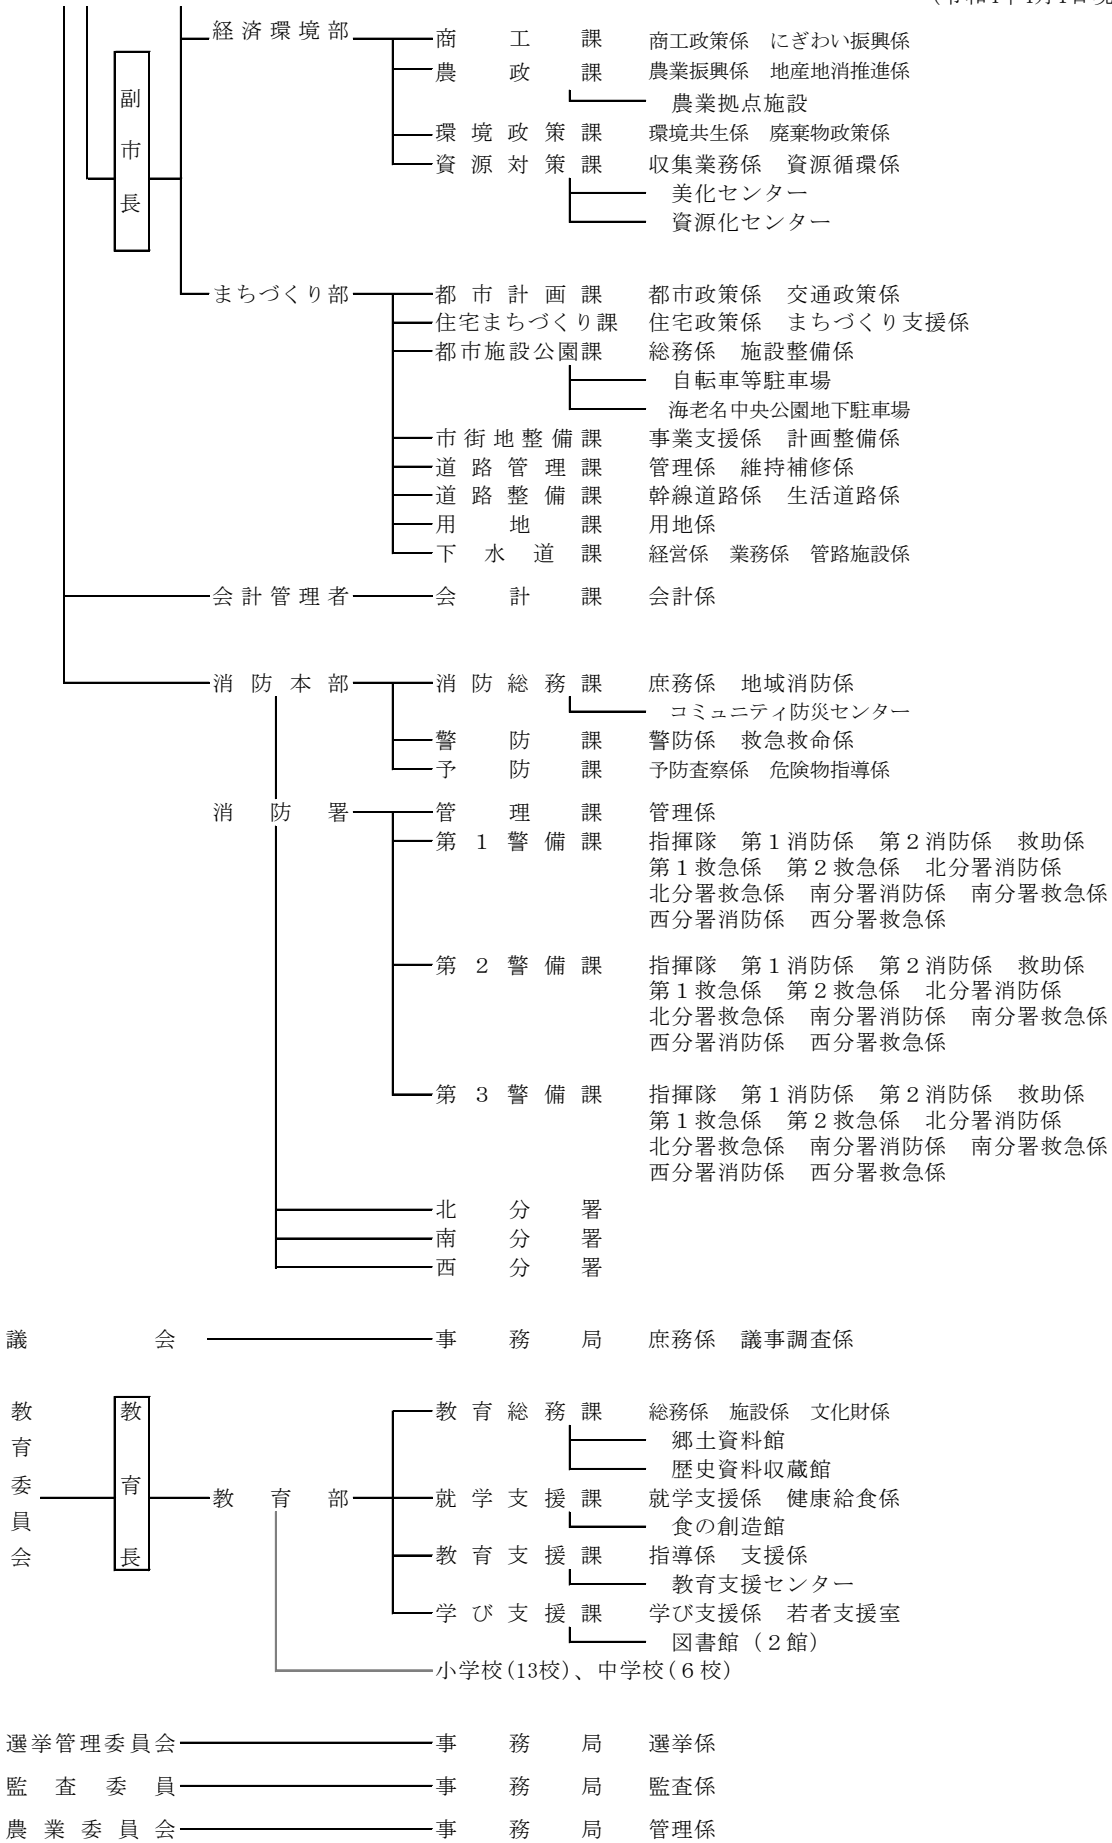 経済環境部 商工課 商工政策係 にぎわい振興係
農政課 農業振興係 地産地消推進係
農業拠点施設
環境政策課 環境共生係 廃棄物政策係
資源対策課 収集業務係 資源循環係
美化センター
資源化センター
副市長
まちづくり部 都市計画課 都市政策係 交通政策係
住宅まちづくり課 住宅政策係 まちづくり支援係
都市施設公園課 総務係 施設整備係
自転車等駐車場
海老名中央公園地下駐車場
市街地整備課 事業支援係 計画整備係
道路管理課 管理係 維持補修係
道路整備課 幹線道路係 生活道路係
用地課 用地係
下水道課 経営係 業務係 管路施設係
会計管理者 会計課 会計係
消防本部 消防総務課 庶務係 地域消防係
コミュニティ防災センター
警防課 警防係 救急救命係
予防課 予防査察係 危険物指導係
消防署 管理課 管理係
第1警備課 指揮隊 第1消防係 第2消防係 救助係
第1救急係 第2救急係 北分署消防係
北分署救急係 南分署消防係 南分署救急係
西分署消防係 西分署救急係
第2警備課 指揮隊 第1消防係 第2消防係 救助係
第1救急係 第2救急係 北分署消防係
北分署救急係 南分署消防係 南分署救急係
西分署消防係 西分署救急係
第3警備課 指揮隊 第1消防係 第2消防係 救助係
第1救急係 第2救急係 北分署消防係
北分署救急係 南分署消防係 南分署救急係
西分署消防係 西分署救急係
北分署
南分署
西分署
議会 事務局 庶務係 議事調査係
教育委員会
教育長
教育部
教育総務課 総務係 施設係 文化財係
郷土資料館
歴史資料収蔵館
就学支援課 就学支援係 健康給食係
食の創造館
教育支援課 指導係 支援係
教育支援センター
学び支援課 学び支援係 若者支援室
図書館(2館)
小学校(13校)、中学校(6校)
選挙管理委員会 事務局 選挙係
監査委員 事務局 監査係
農業委員会 事務局 管理係